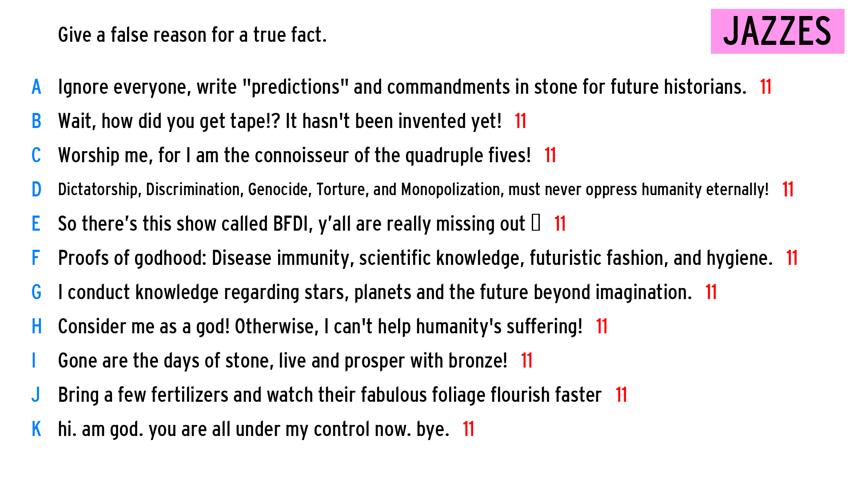 Give a false reason for a true fact.
JAZZES
A Ignore everyone, write "predictions" and commandments in stone for future historians. 11
B Wait, how did you get tape!? It hasn't been invented yet! 11
C Worship me, for I am the connoisseur of the quadruple fives! 11
D Dictatorship, Discrimination, Genocide, Torture, and Monopolization, must never oppress humanity eternally! 11
E So there's this show called BFDI, y'all are really missing out ▯ 11
F Proofs of godhood: Disease immunity, scientific knowledge, futuristic fashion, and hygiene. 11
G I conduct knowledge regarding stars, planets and the future beyond imagination. 11
H Consider me as a god! Otherwise, I can't help humanity's suffering! 11
I Gone are the days of stone, live and prosper with bronze! 11
J Bring a few fertilizers and watch their fabulous foliage flourish faster 11
K hi. am god. you are all under my control now. bye. 11